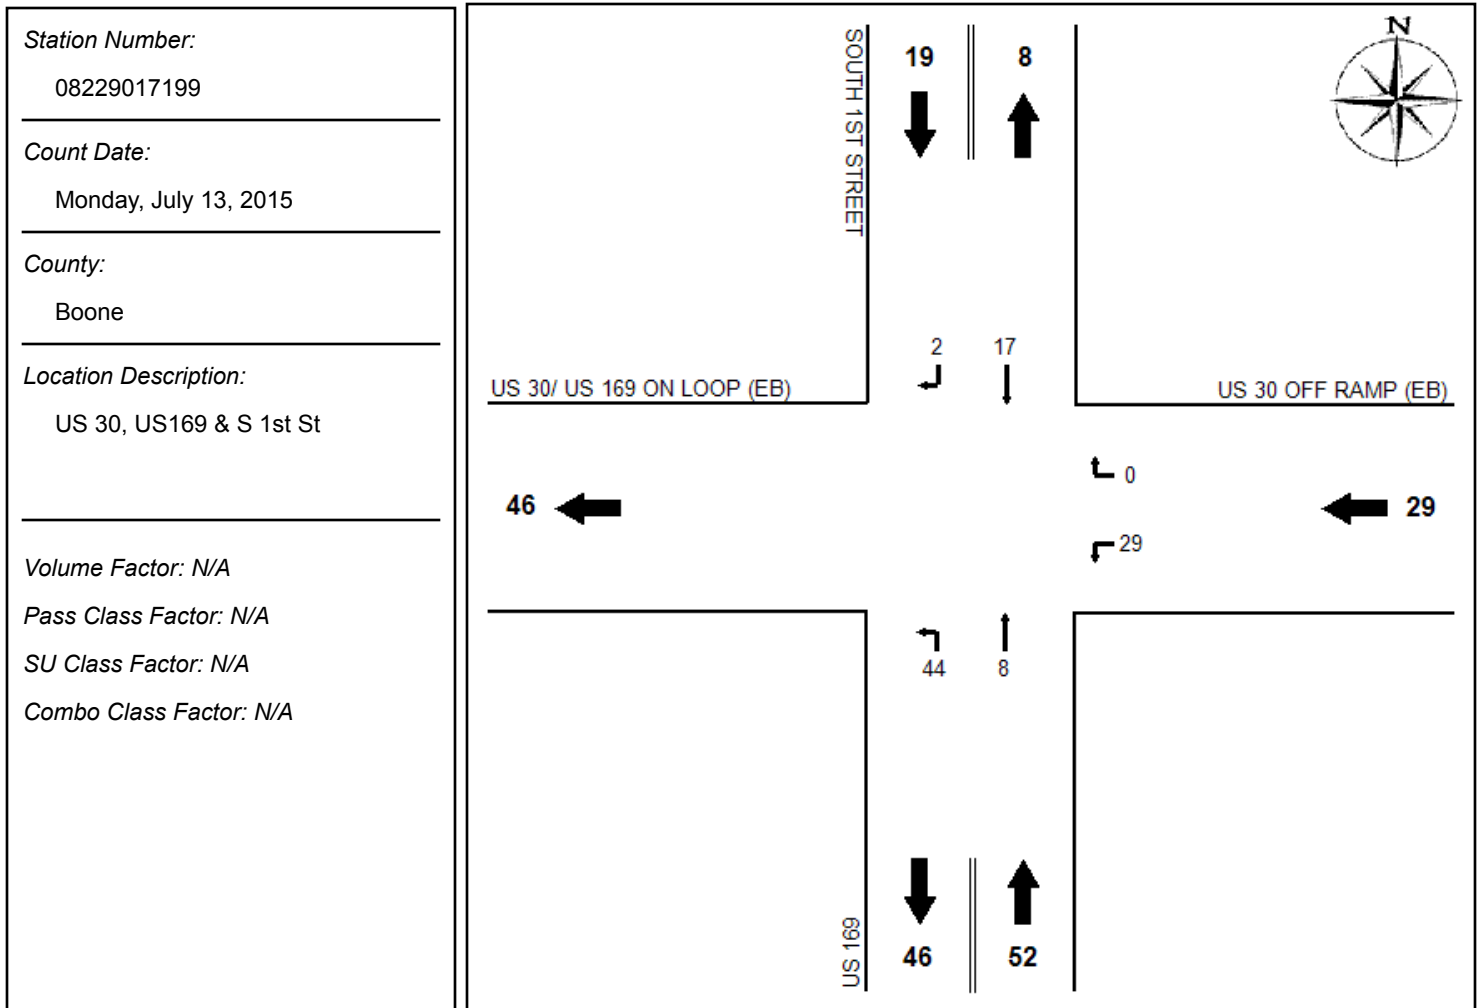 Station Number:
08229017199
Count Date:
Monday, July 13, 2015
County:
Boone
Location Description:
US 30, US169 & S 1st St
Volume Factor: N/A
Pass Class Factor: N/A
SU Class Factor: N/A
Combo Class Factor: N/A
N
SOUTH 1ST STREET
19 8
2 17
US 30/ US 169 ON LOOP (EB)
US 30 OFF RAMP (EB)
0
46
29
29
44 8
US 169
46 52